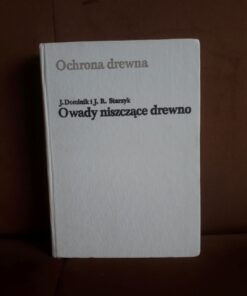 Ochrona drewna
J. Dominik i J. R. Starzyk
Owady niszczące drewno